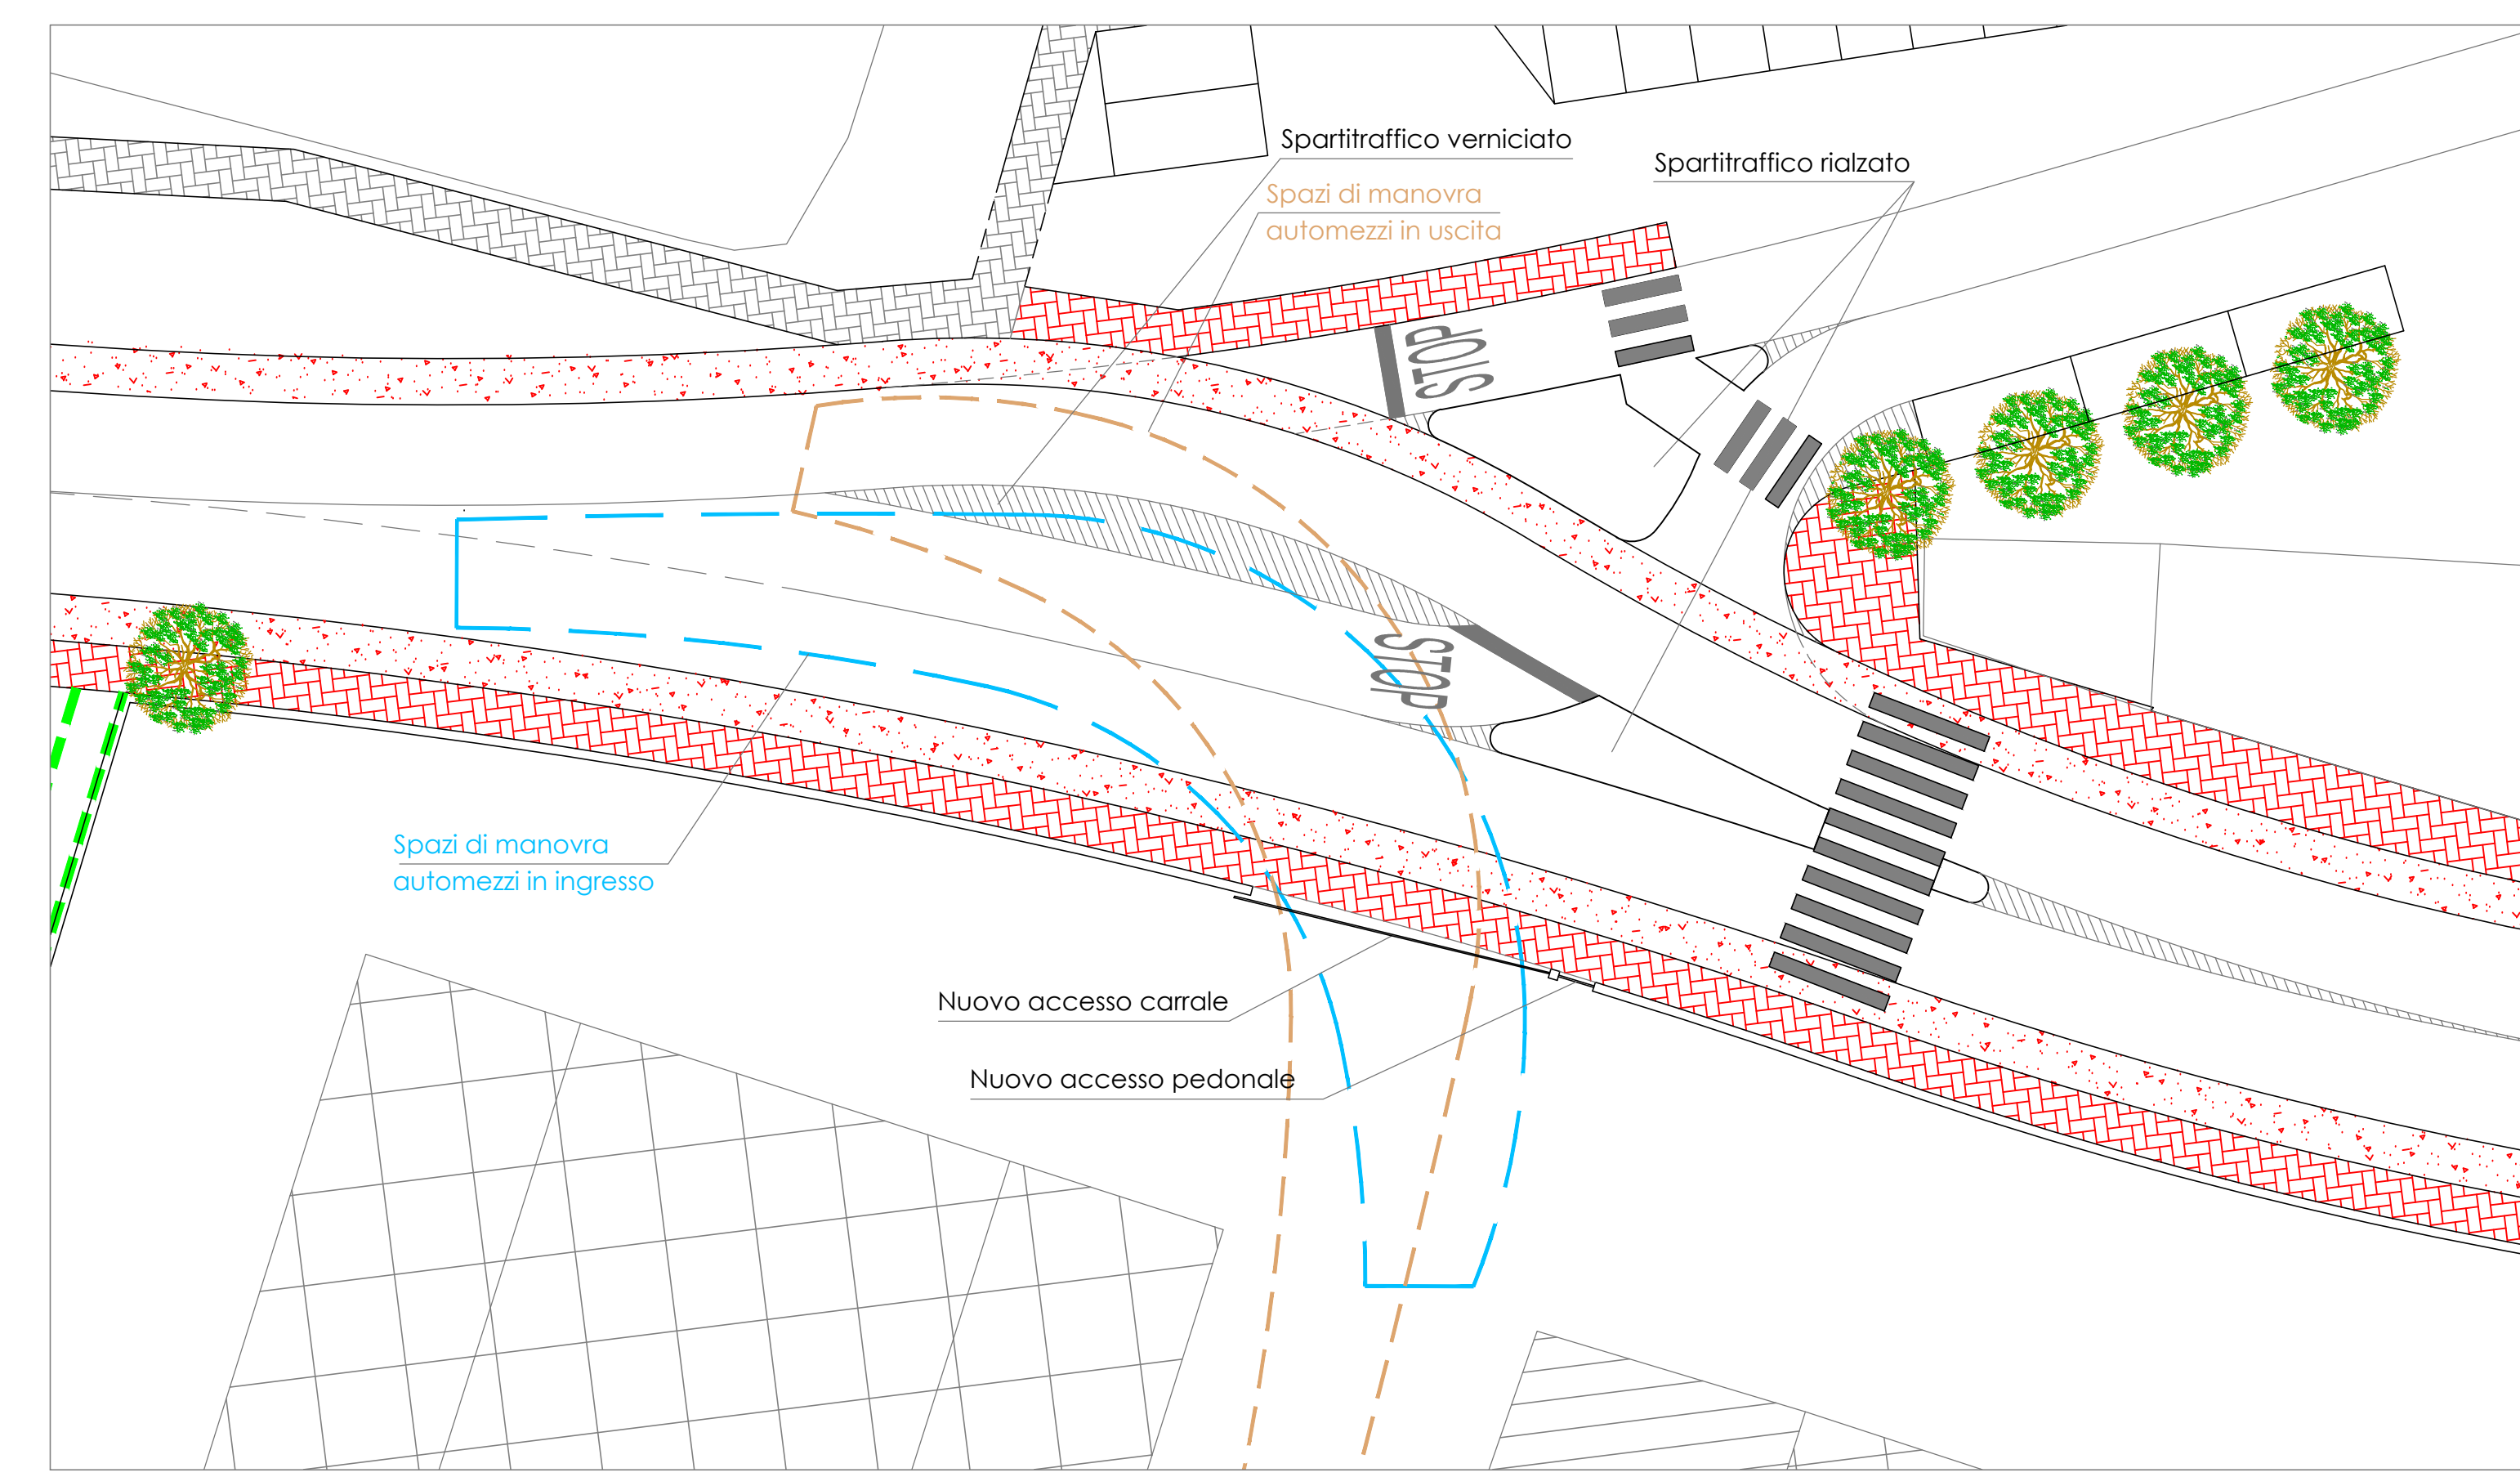 Spartitraffico verniciato
Spartitraffico rialzato
Spazi di manovra
automezzi in uscita
STOP
STOP
Spazi di manovra
automezzi in ingresso
Nuovo accesso carrale
Nuovo accesso pedonale